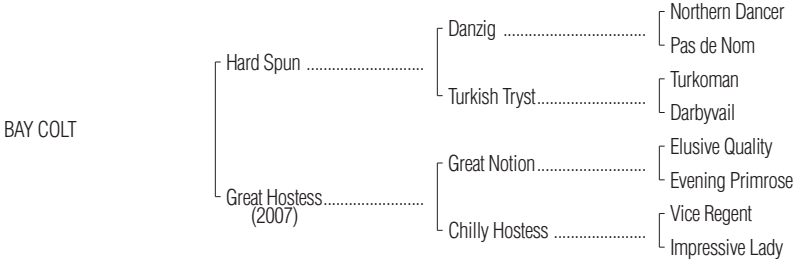 Northern Dancer
Danzig ................................
Pas de Nom
Hard Spun ..........................
Turkoman
Turkish Tryst........................
Darbyvail
BAY COLT
Elusive Quality
Great Notion........................
Evening Primrose
Great Hostess......................
(2007)
Vice Regent
Chilly Hostess .....................
Impressive Lady